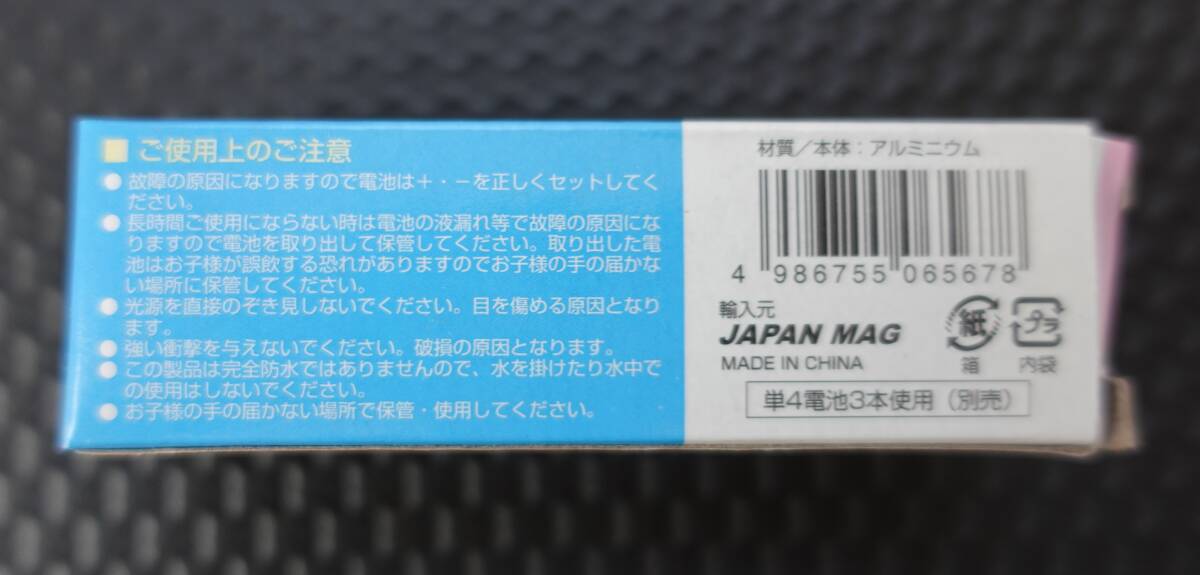 ■ ご使用上のご注意
● 故障の原因になりますので電池は＋・－を正しくセットしてく
ださい。
● 長時間ご使用にならない時は電池の液漏れ等で故障の原因にな
りますので電池を取り出して保管してください。取り出した電
池はお子様が誤飲する恐れがありますのでお子様の手の届かな
い場所に保管してください。
● 光源を直接のぞき見しないでください。目を傷める原因となり
ます。
● 強い衝撃を与えないでください。破損の原因となります。
● この製品は完全防水ではありませんので、水を掛けたり水中で
の使用はしないでください。
● お子様の手の届かない場所で保管・使用してください。
材質／本体：アルミニウム
4 986755 065678
輸入元
JAPAN MAG
MADE IN CHINA
紙
箱
プラ
内袋
単4電池3本使用（別売）